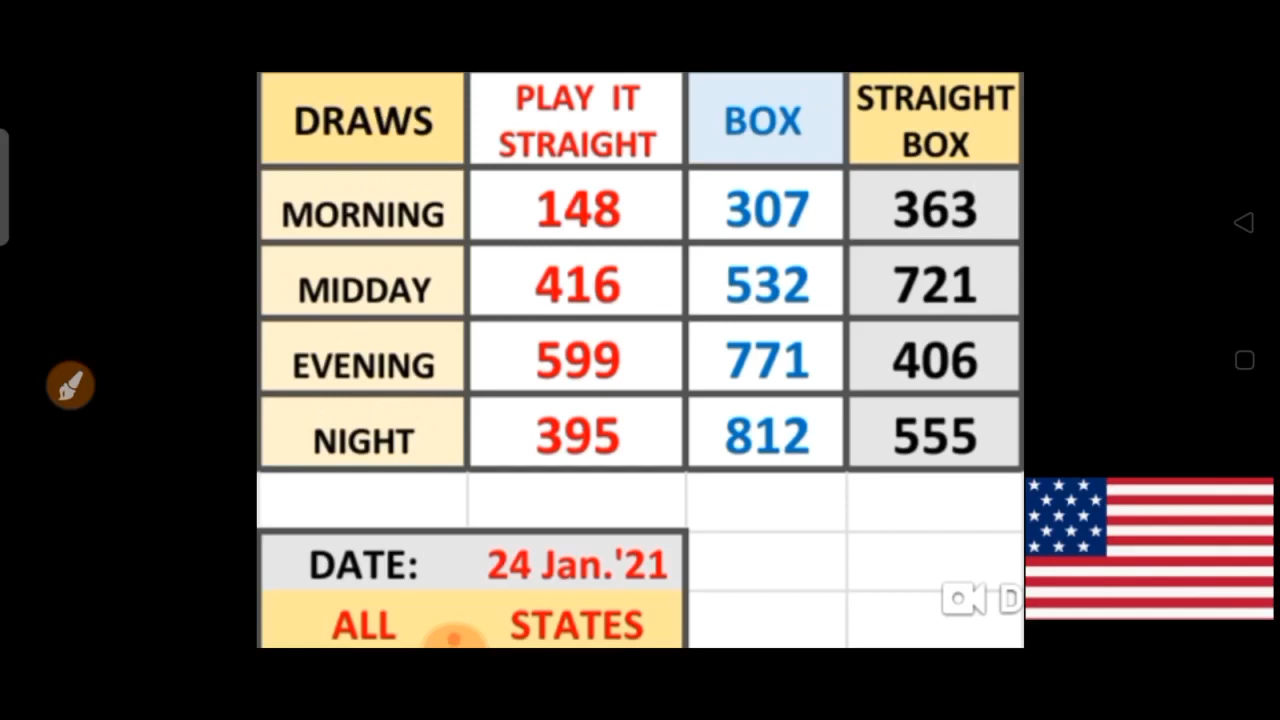 DRAWS PLAY IT STRAIGHT BOX STRAIGHT BOX
MORNING 148 307 363
MIDDAY 416 532 721
EVENING 599 771 406
NIGHT 395 812 555
DATE: 24 Jan.'21
ALL STATES
D